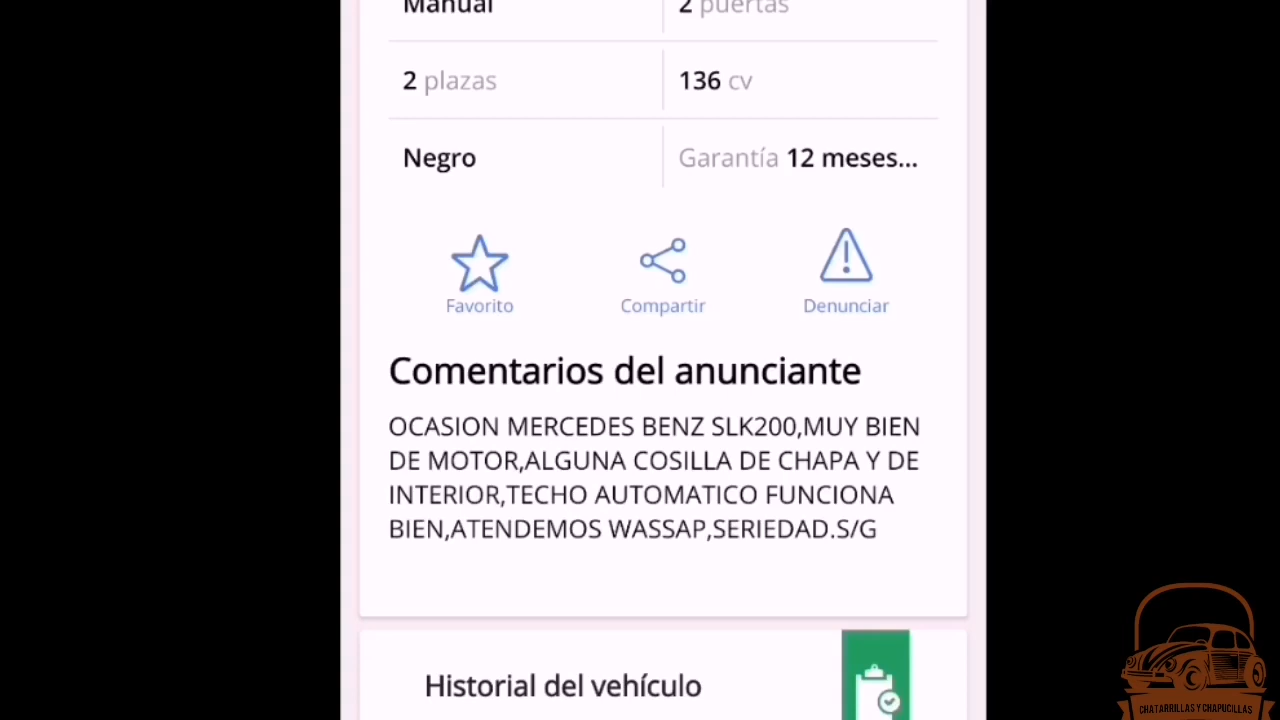 Manual
2 puertas
2 plazas
136 cv
Negro
Garantía 12 meses...
Favorito
Compartir
Denunciar
Comentarios del anunciante
OCASION MERCEDES BENZ SLK200,MUY BIEN
DE MOTOR,ALGUNA COSILLA DE CHAPA Y DE
INTERIOR,TECHO AUTOMATICO FUNCIONA
BIEN,ATENDEMOS WASSAP,SERIEDAD.S/G
Historial del vehículo
CHATARRILLAS Y CHAPUCILLAS